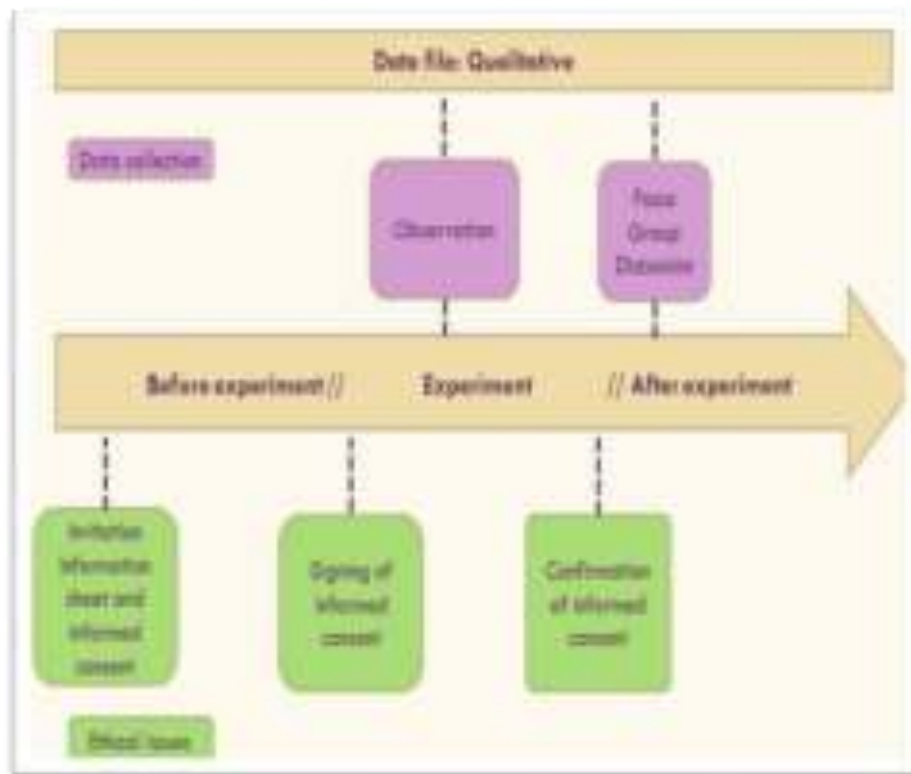 Data file: Qualitative
Data collection
Observation
Focus
Group
Before experiment //
Experiment
// After experiment
Invitation
information
sheet and
informed
consent
Signing of
informed
consent
Confirmation
of informed
consent
Ethical issues